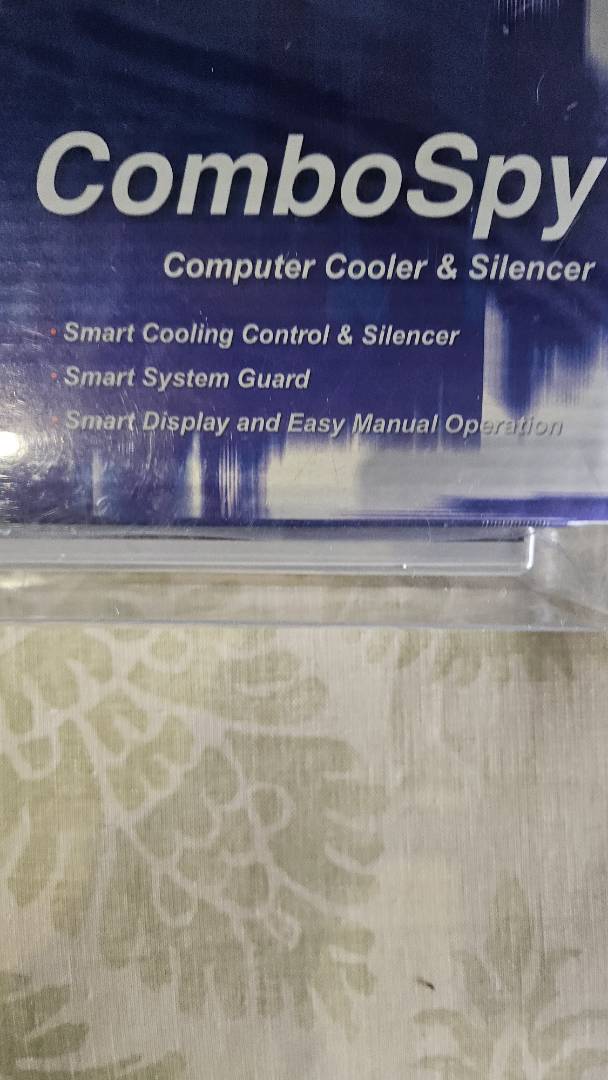 ComboSpy
Computer Cooler & Silencer
· Smart Cooling Control & Silencer
· Smart System Guard
· Smart Display and Easy Manual Operation